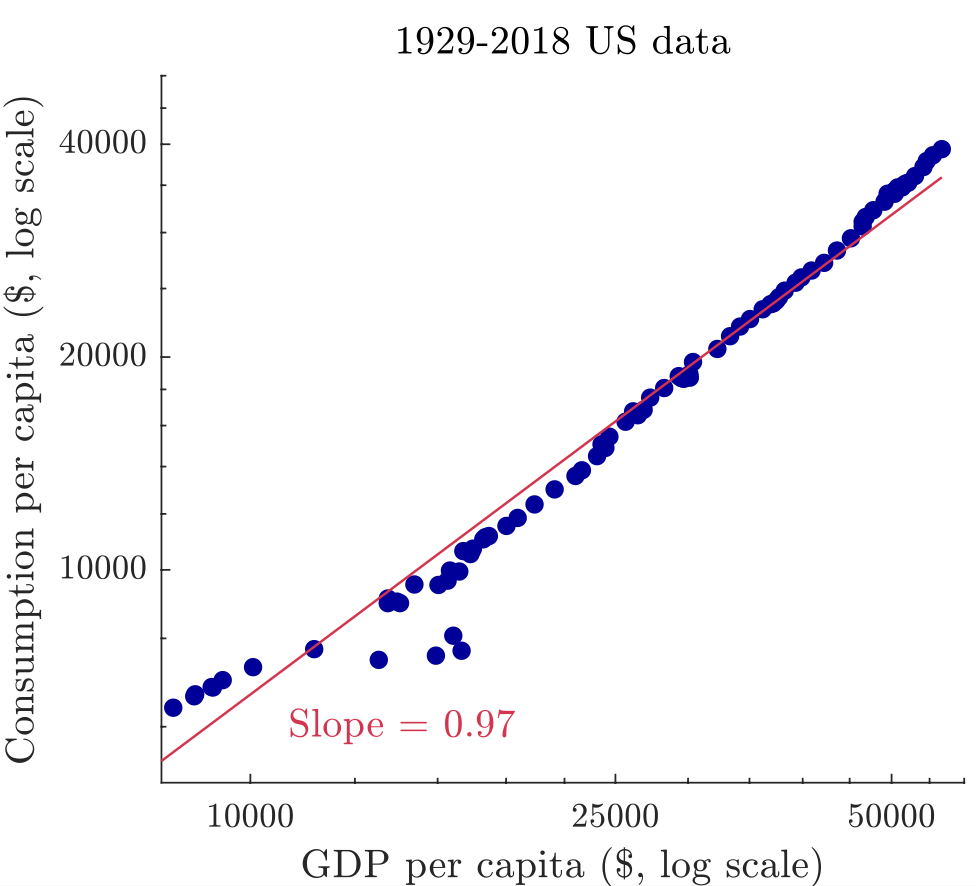 1929-2018 US data
Consumption per capita ($, log scale)
40000
20000
10000
Slope = 0.97
10000
25000
50000
GDP per capita ($, log scale)